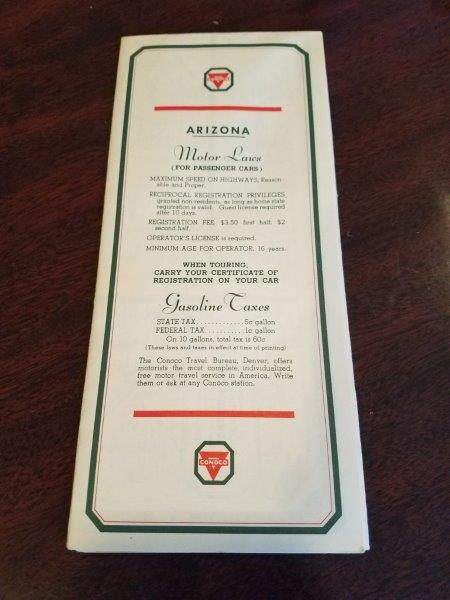 CONOCO
ARIZONA
Motor Laws
(FOR PASSENGER CARS)
MAXIMUM SPEED ON HIGHWAYS, Reason-
able and Proper.
RECIPROCAL REGISTRATION PRIVILEGES
granted non residents, as long as home state
registration is valid. Guest license required
after 10 days.
REGISTRATION FEE, $3.50 first half; $2
second half.
OPERATOR'S LICENSE is required.
MINIMUM AGE FOR OPERATOR, 16 years.
WHEN TOURING,
CARRY YOUR CERTIFICATE OF
REGISTRATION ON YOUR CAR
Gasoline Taxes
STATE TAX............5c gallon
FEDERAL TAX..........1c gallon
On 10 gallons, total tax is 60c
(These laws and taxes in effect at time of printing)
The Conoco Travel Bureau, Denver, offers
motorists the most complete, individualized,
free motor travel service in America. Write
them or ask at any Conoco station.
CONOCO